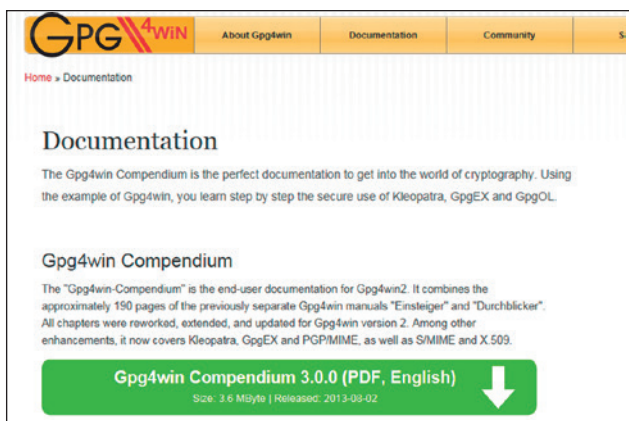 GPG4WIN
About Gpg4win
Documentation
Community
Home » Documentation
Documentation
The Gpg4win Compendium is the perfect documentation to get into the world of cryptography. Using
the example of Gpg4win, you learn step by step the secure use of Kleopatra, GpgEX and GpgOL.
Gpg4win Compendium
The "Gpg4win-Compendium" is the end-user documentation for Gpg4win2. It combines the
approximately 190 pages of the previously separate Gpg4win manuals "Einsteiger" and "Durchblicker".
All chapters were reworked, extended, and updated for Gpg4win version 2. Among other
enhancements, it now covers Kleopatra, GpgEX and PGP/MIME, as well as S/MIME and X.509.
Gpg4win Compendium 3.0.0 (PDF, English)
Size: 3.6 MByte | Released: 2013-08-02